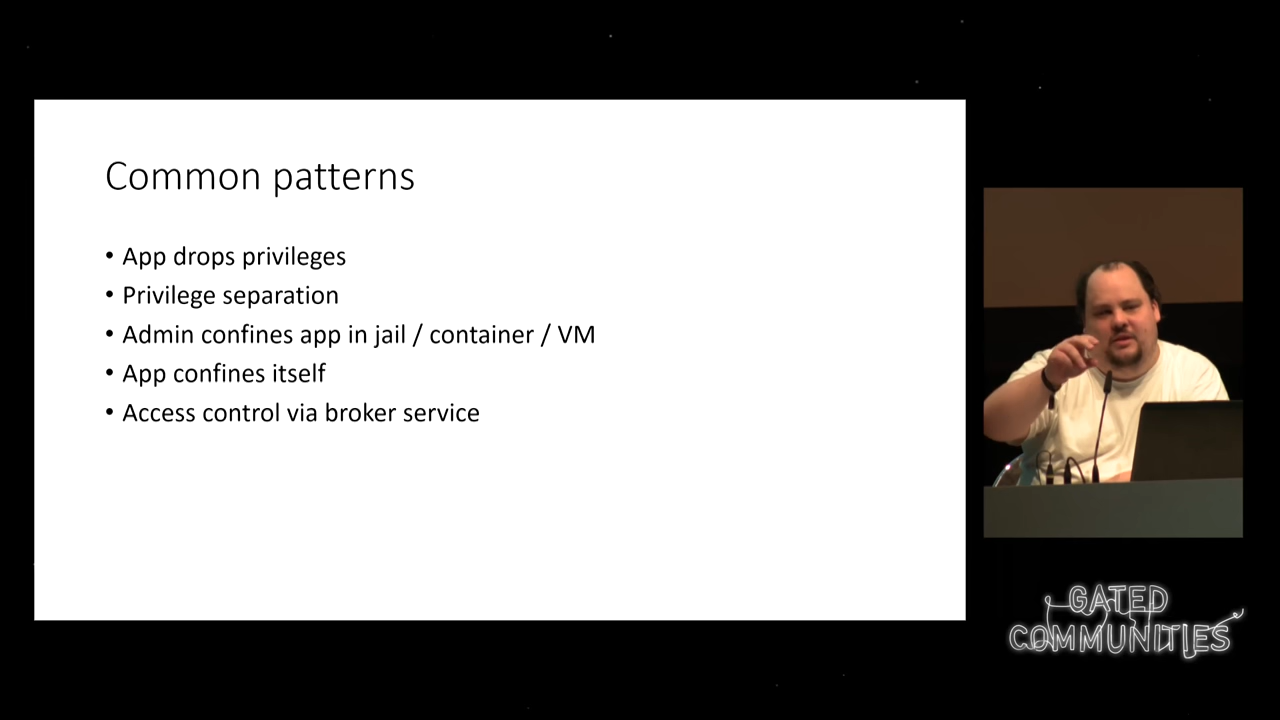 Common patterns
• App drops privileges
• Privilege separation
• Admin confines app in jail / container / VM
• App confines itself
• Access control via broker service
GATED
COMMUNITIES